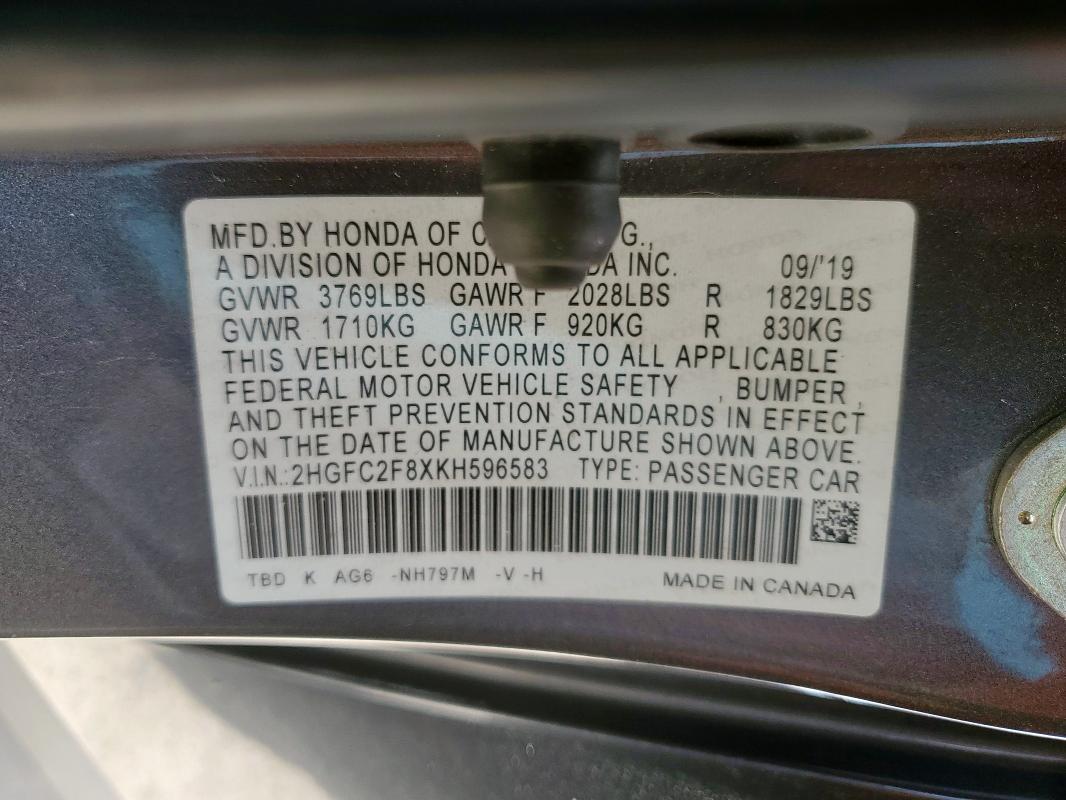 MFD.BY HONDA OF
A DIVISION OF HONDA INC. 09/'19
GVWR 3769LBS GAWR F 2028LBS R 1829LBS
GVWR 1710KG GAWR F 920KG R 830KG
THIS VEHICLE CONFORMS TO ALL APPLICABLE
FEDERAL MOTOR VEHICLE SAFETY , BUMPER ,
AND THEFT PREVENTION STANDARDS IN EFFECT
ON THE DATE OF MANUFACTURE SHOWN ABOVE.
V.I.N.:2HGFC2F8XKH596583 TYPE: PASSENGER CAR
TBD K AG6 -NH797M -V -H MADE IN CANADA